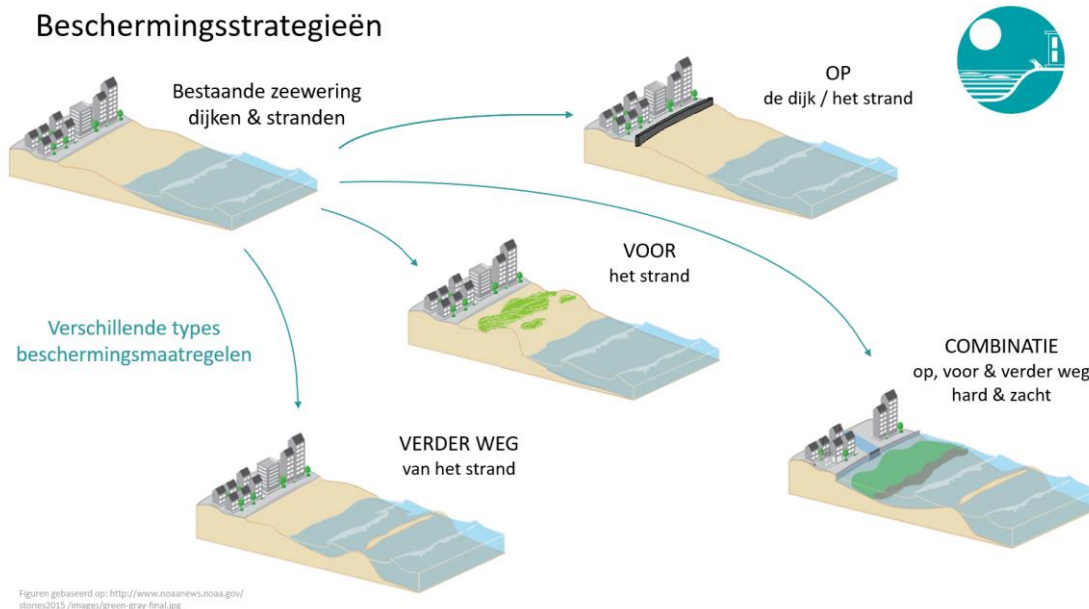 Beschermingsstrategieën
Bestaande zeewering
dijken & stranden
OP
de dijk / het strand
VOOR
het strand
Verschillende types
beschermingsmaatregelen
COMBINATIE
op, voor & verder weg
hard & zacht
VERDER WEG
van het strand
Figuren gebaseerd op: http://www.noaanews.noaa.gov/
stories2015 /images/green-gray-final.jpg